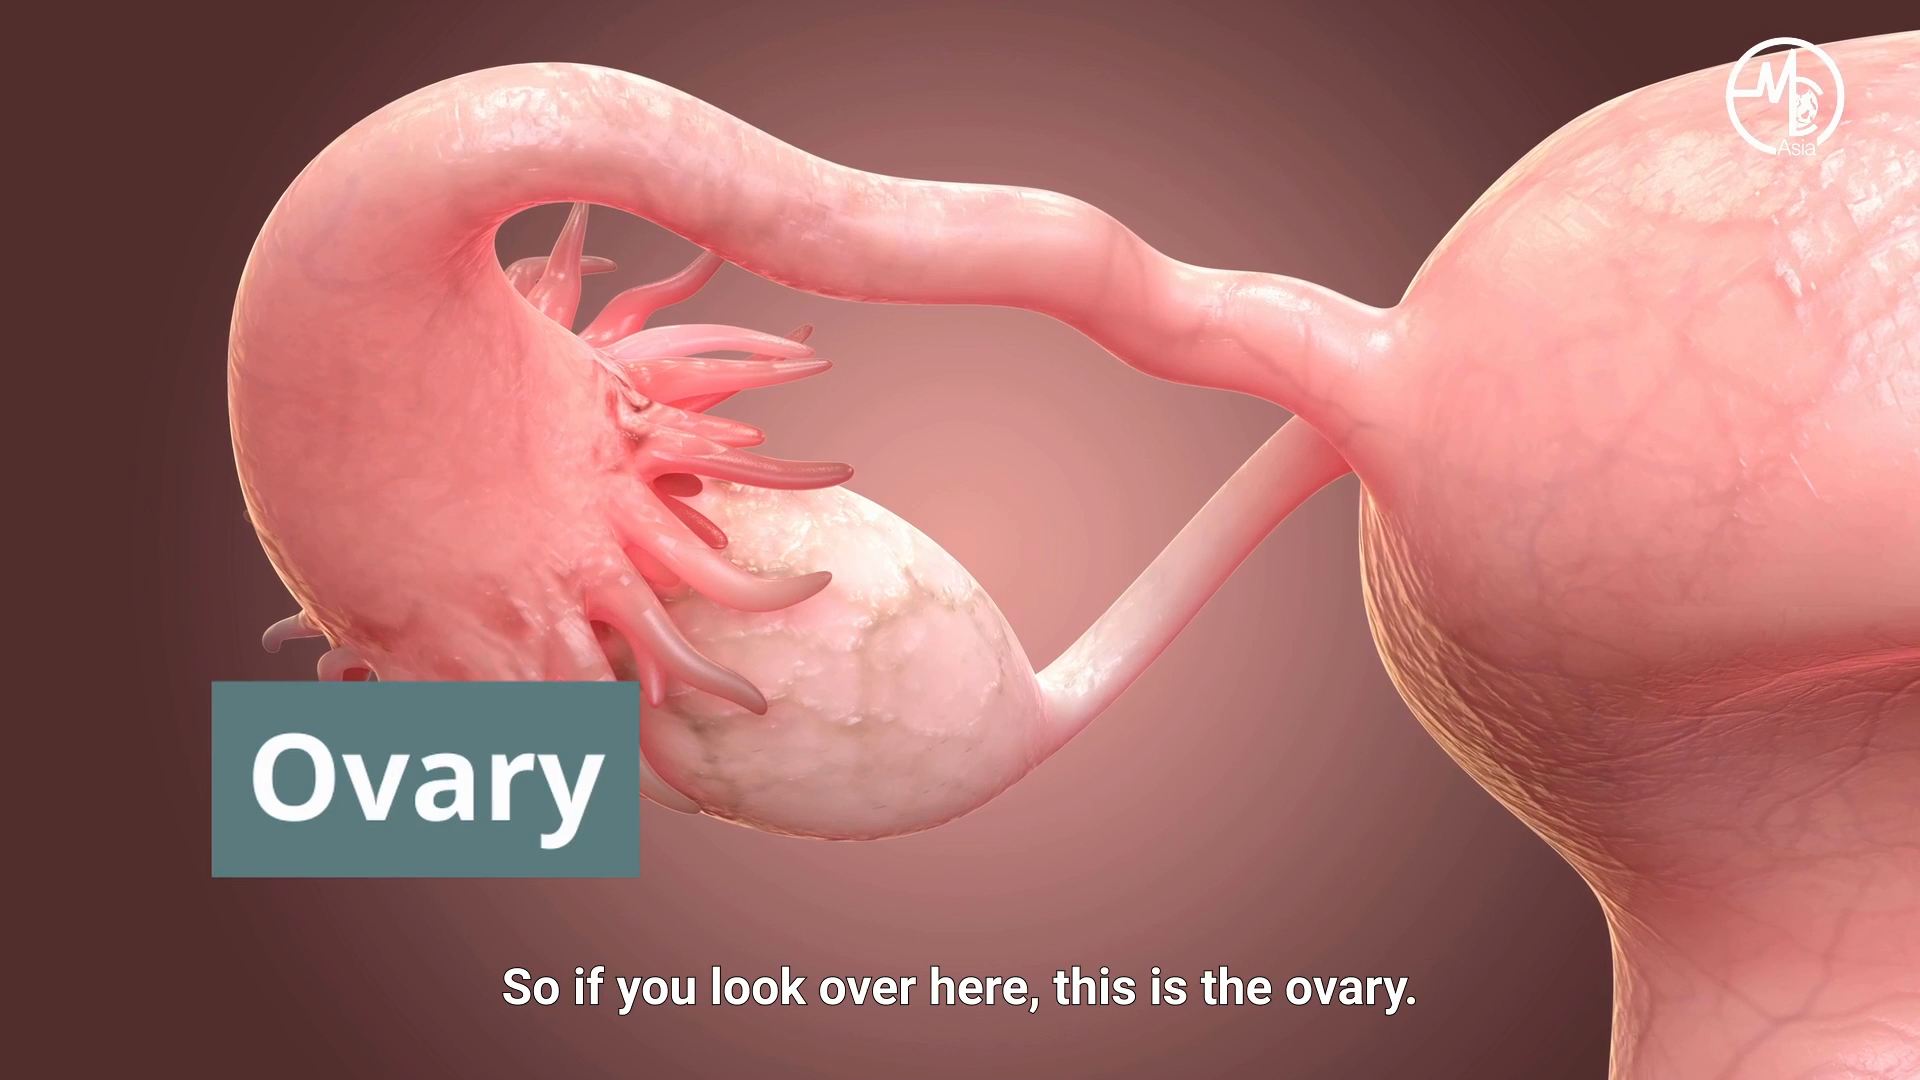 Asia
Ovary
So if you look over here, this is the ovary.